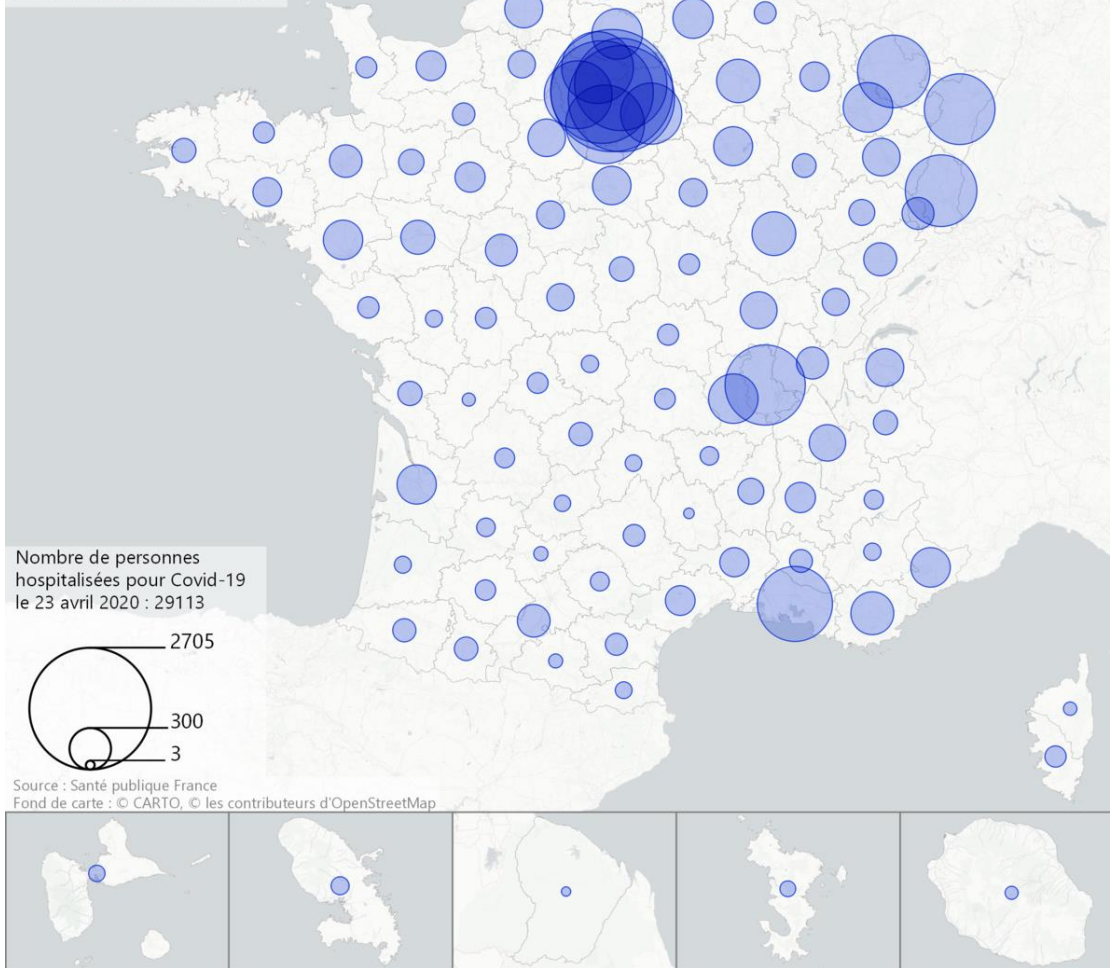 Nombre de personnes
hospitalisées pour Covid-19
le 23 avril 2020 : 29113
2705
300
3
Source : Santé publique France
Fond de carte : © CARTO, © les contributeurs d'OpenStreetMap